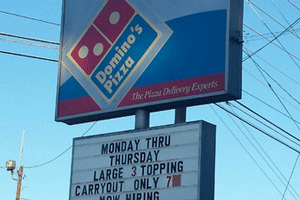 Domino's
Pizza
The Pizza Delivery Experts
MONDAY THRU
THURSDAY
LARGE 3 TOPPING
CARRYOUT ONLY 7
NOW HIRING